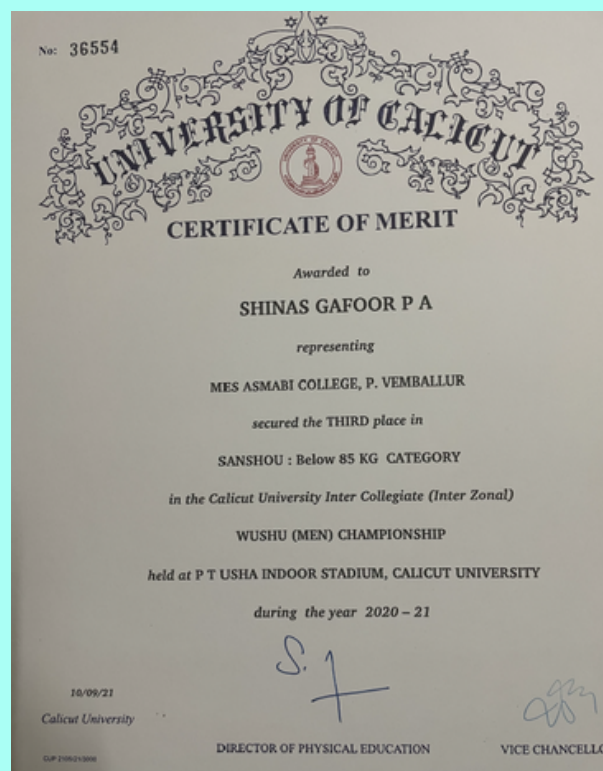 No: 36554
UNIVERSITY OF CALICUT
CERTIFICATE OF MERIT
Awarded to
SHINAS GAFOOR P A
representing
MES ASMABI COLLEGE, P. VEMBALLUR
secured the THIRD place in
SANSHOU : Below 85 KG CATEGORY
in the Calicut University Inter Collegiate (Inter Zonal)
WUSHU (MEN) CHAMPIONSHIP
held at P T USHA INDOOR STADIUM, CALICUT UNIVERSITY
during the year 2020 – 21
10/09/21
Calicut University
DIRECTOR OF PHYSICAL EDUCATION
VICE CHANCELLO